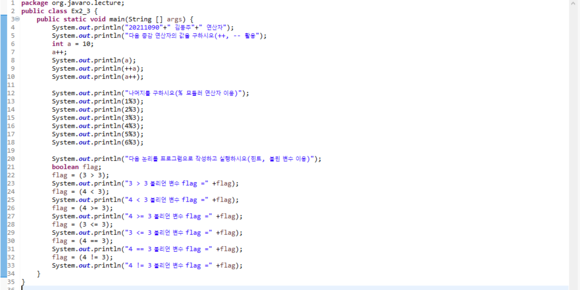 1 package org.javaro.lecture;
2 public class Ex2_3 {
3 public static void main(String [] args) {
4 System.out.println("20211090"+" 김동주"+" 연산자");
5 System.out.println("다음 증감 연산자의 값을 구하시오(++, -- 활용)");
6 int a = 10;
7 a++;
8 System.out.println(a);
9 System.out.println(++a);
10 System.out.println(a++);
11
12 System.out.println("나머지를 구하시오(% 모듈러 연산자 이용)");
13 System.out.println(1%3);
14 System.out.println(2%3);
15 System.out.println(3%3);
16 System.out.println(4%3);
17 System.out.println(5%3);
18 System.out.println(6%3);
19
20 System.out.println("다음 논리를 프로그램으로 작성하고 실행하시오(힌트, 불린 변수 이용)");
21 boolean flag;
22 flag = (3 > 3);
23 System.out.println("3 > 3 불리언 변수 flag =" +flag);
24 flag = (4 < 3);
25 System.out.println("4 < 3 불리언 변수 flag =" +flag);
26 flag = (4 >= 3);
27 System.out.println("4 >= 3 불리언 변수 flag =" +flag);
28 flag = (3 <= 3);
29 System.out.println("3 <= 3 불리언 변수 flag =" +flag);
30 flag = (4 == 3);
31 System.out.println("4 == 3 불리언 변수 flag =" +flag);
32 flag = (4 != 3);
33 System.out.println("4 != 3 불리언 변수 flag =" +flag);
34 }
35 }
36